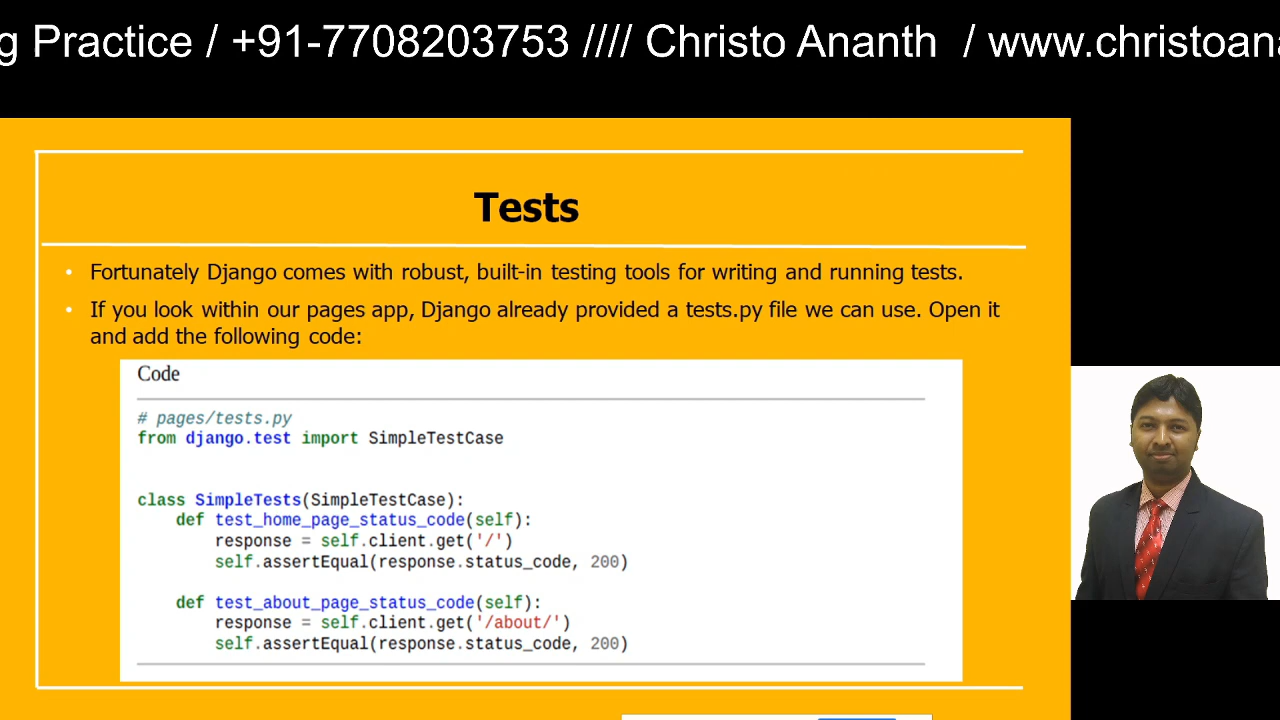 g Practice / +91-7708203753 //// Christo Ananth / www.christoana
Tests
• Fortunately Django comes with robust, built-in testing tools for writing and running tests.
• If you look within our pages app, Django already provided a tests.py file we can use. Open it
and add the following code:
Code
# pages/tests.py
from django.test import SimpleTestCase
class SimpleTests(SimpleTestCase):
def test_home_page_status_code(self):
response = self.client.get('/')
self.assertEqual(response.status_code, 200)
def test_about_page_status_code(self):
response = self.client.get('/about/')
self.assertEqual(response.status_code, 200)